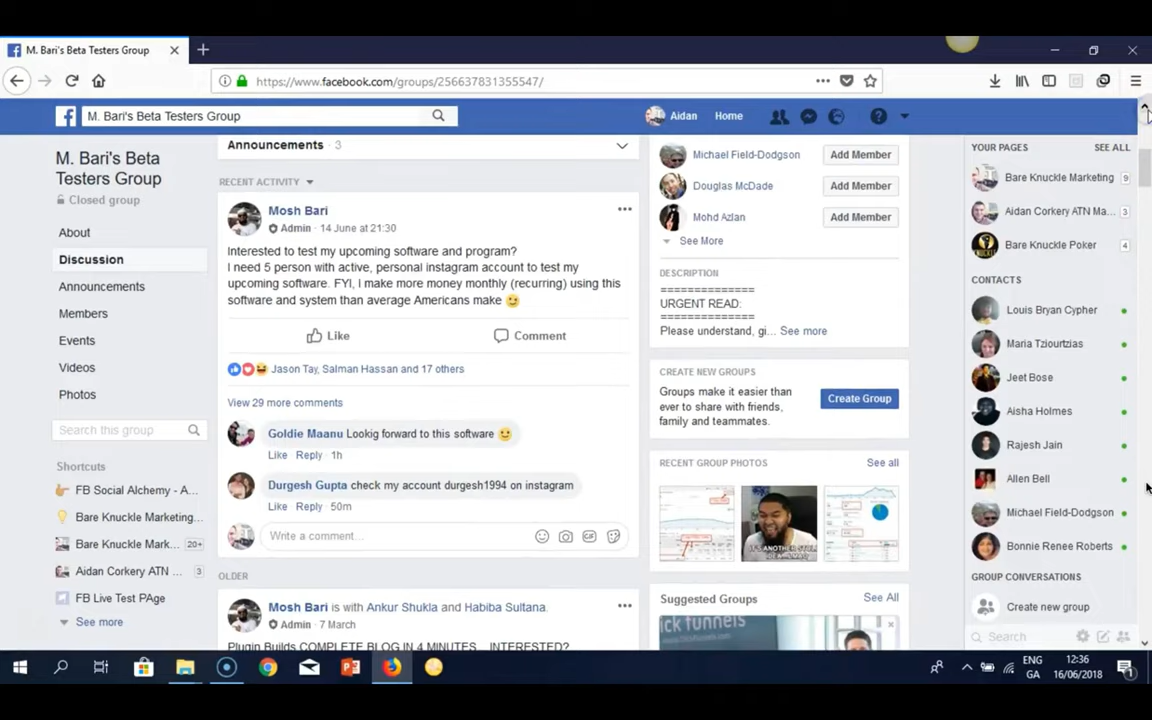 M. Bari's Beta Testers Group
https://www.facebook.com/groups/256637831355547/
M. Bari's Beta Testers Group
Aidan
Home
M. Bari's Beta
Testers Group
Closed group
About
Discussion
Announcements
Members
Events
Videos
Photos
Search this group
Shortcuts
FB Social Alchemy - A...
Bare Knuckle Marketing...
Bare Knuckle Mark... 20+
Aidan Corkery ATN ... 3
FB Live Test PAge
See more
Announcements 3
RECENT ACTIVITY
Mosh Bari
Admin · 14 June at 21:30
Interested to test my upcoming software and program?
I need 5 person with active, personal instagram account to test my
upcoming software. FYI, I make more money monthly (recurring) using this
software and system than average Americans make 😉
Like Comment
Jason Tay, Salman Hassan and 17 others
View 29 more comments
Goldie Maanu Lookig forward to this software 😉
Like · Reply · 1h
Durgesh Gupta check my account durgesh1994 on instagram
Like · Reply · 50m
Write a comment...
OLDER
Mosh Bari is with Ankur Shukla and Habiba Sultana.
Admin · 7 March
Plugin Builds COMPLETE BLOG IN 4 MINUTES... INTERESTED?
Michael Field-Dodgson Add Member
Douglas McDade Add Member
Mohd Azlan Add Member
See More
DESCRIPTION
==============
URGENT READ:
==============
Please understand, gi... See more
CREATE NEW GROUPS
Groups make it easier than
ever to share with friends,
family and teammates.
Create Group
RECENT GROUP PHOTOS See all
Suggested Groups See All
ick funnels
YOUR PAGES SEE ALL
Bare Knuckle Marketing 9
Aidan Corkery ATN Ma... 3
Bare Knuckle Poker 4
CONTACTS
Louis Bryan Cypher
Maria Tziourtzias
Jeet Bose
Aisha Holmes
Rajesh Jain
Allen Bell
Michael Field-Dodgson
Bonnie Renee Roberts
GROUP CONVERSATIONS
Create new group
Search
ENG
GA
12:36
16/06/2018
1